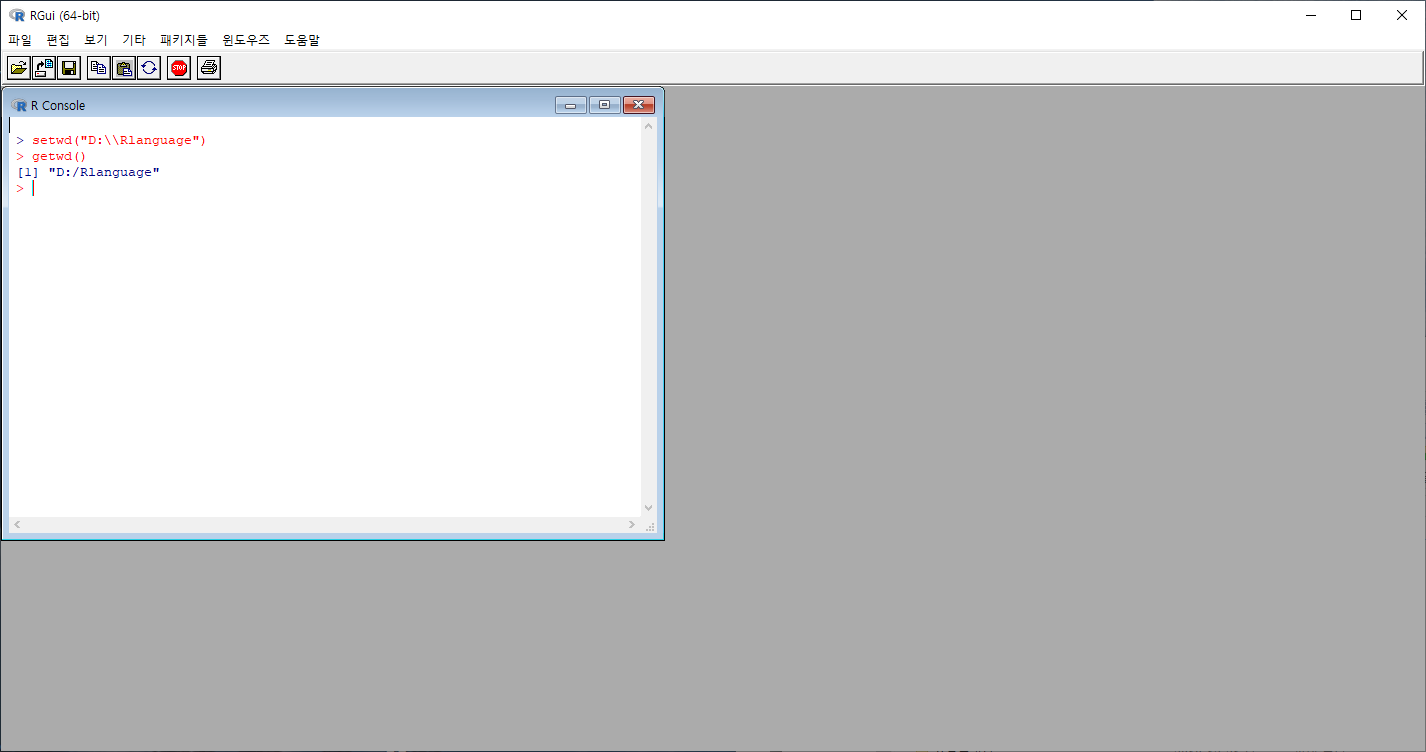 RGui (64-bit)
파일 편집 보기 기타 패키지들 윈도우즈 도움말
STOP
R Console
> setwd("D:\\Rlanguage")
> getwd()
[1] "D:/Rlanguage"
>